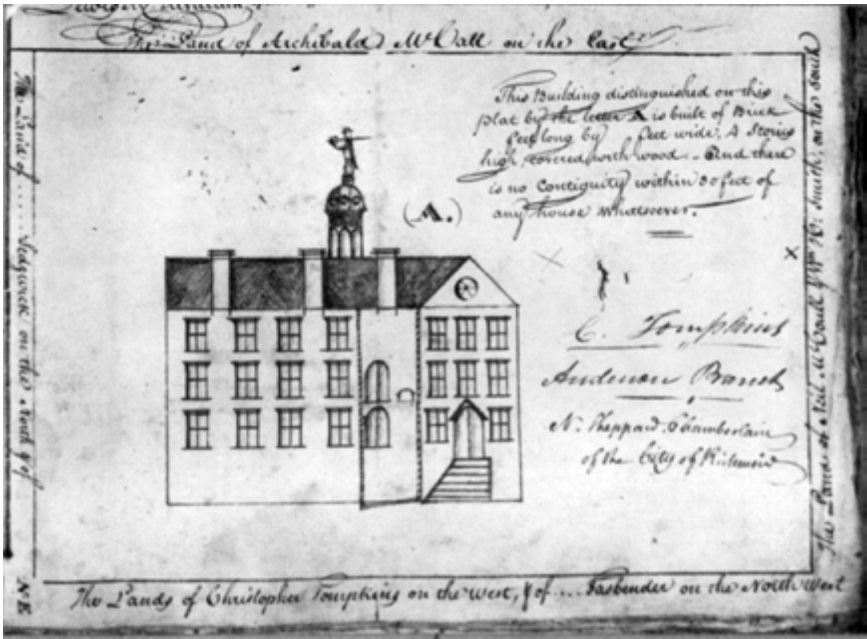 The Land of Archibald McCall on the East
This Building distinguished on this
plat by the letter A is built of Brick
feet long by feet wide, 4 Stories
high, covered with wood. And there
is no Contiguity within 30 feet of
any house whatsoever.
(A.)
C. Tompkins
Anderson Barret
N. Sheppard, Chamberlain
of the City of Richmond
The Land of ..... Sedgwick on the North & of
N.E.
The Lands of Neil McCaull & Wm H. Smith, on the South
The Lands of Christopher Tompkins on the West, & of ... Fasbender on the North West